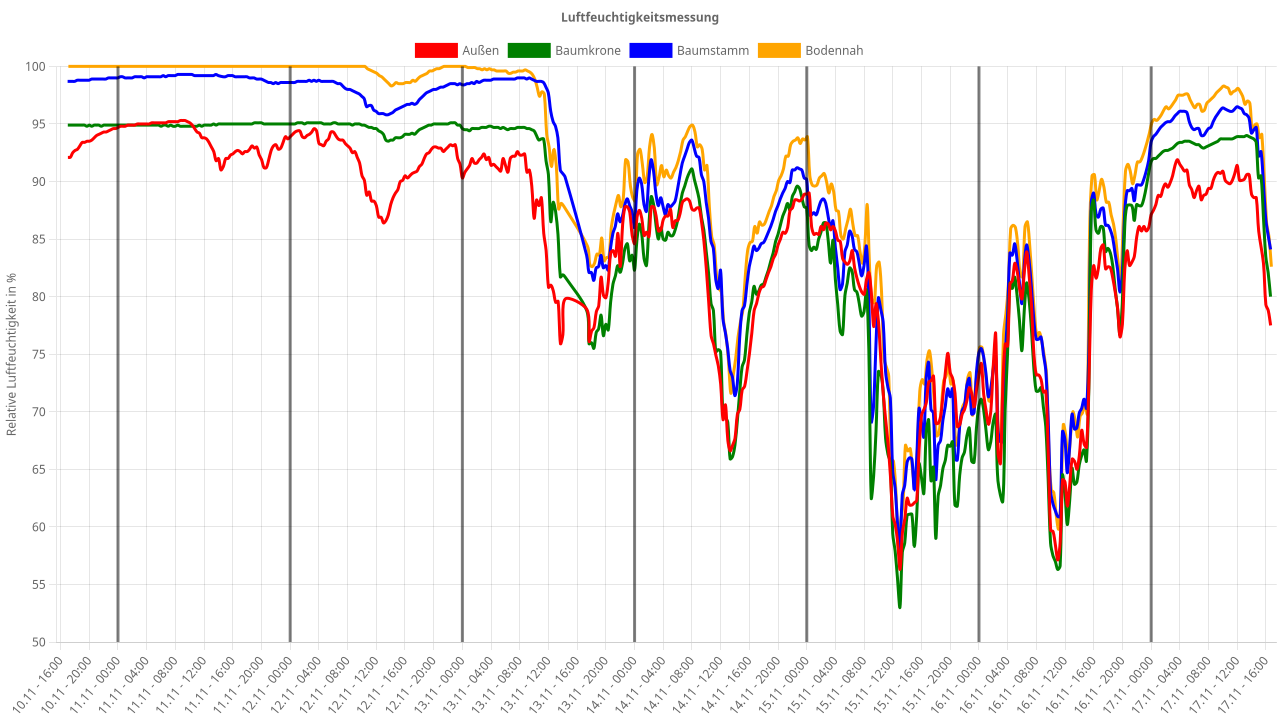 Luftfeuchtigkeitsmessung
Außen Baumkrone Baumstamm Bodennah
Relative Luftfeuchtigkeit in %
100
95
90
85
80
75
70
65
60
55
50
10.11 - 16:00
10.11 - 20:00
11.11 - 00:00
11.11 - 04:00
11.11 - 08:00
11.11 - 12:00
11.11 - 16:00
11.11 - 20:00
12.11 - 00:00
12.11 - 04:00
12.11 - 08:00
12.11 - 12:00
12.11 - 16:00
12.11 - 20:00
13.11 - 00:00
13.11 - 04:00
13.11 - 08:00
13.11 - 12:00
13.11 - 16:00
13.11 - 20:00
14.11 - 00:00
14.11 - 04:00
14.11 - 08:00
14.11 - 12:00
14.11 - 16:00
14.11 - 20:00
15.11 - 00:00
15.11 - 04:00
15.11 - 08:00
15.11 - 12:00
15.11 - 16:00
15.11 - 20:00
16.11 - 00:00
16.11 - 04:00
16.11 - 08:00
16.11 - 12:00
16.11 - 16:00
16.11 - 20:00
17.11 - 00:00
17.11 - 04:00
17.11 - 08:00
17.11 - 12:00
17.11 - 16:00